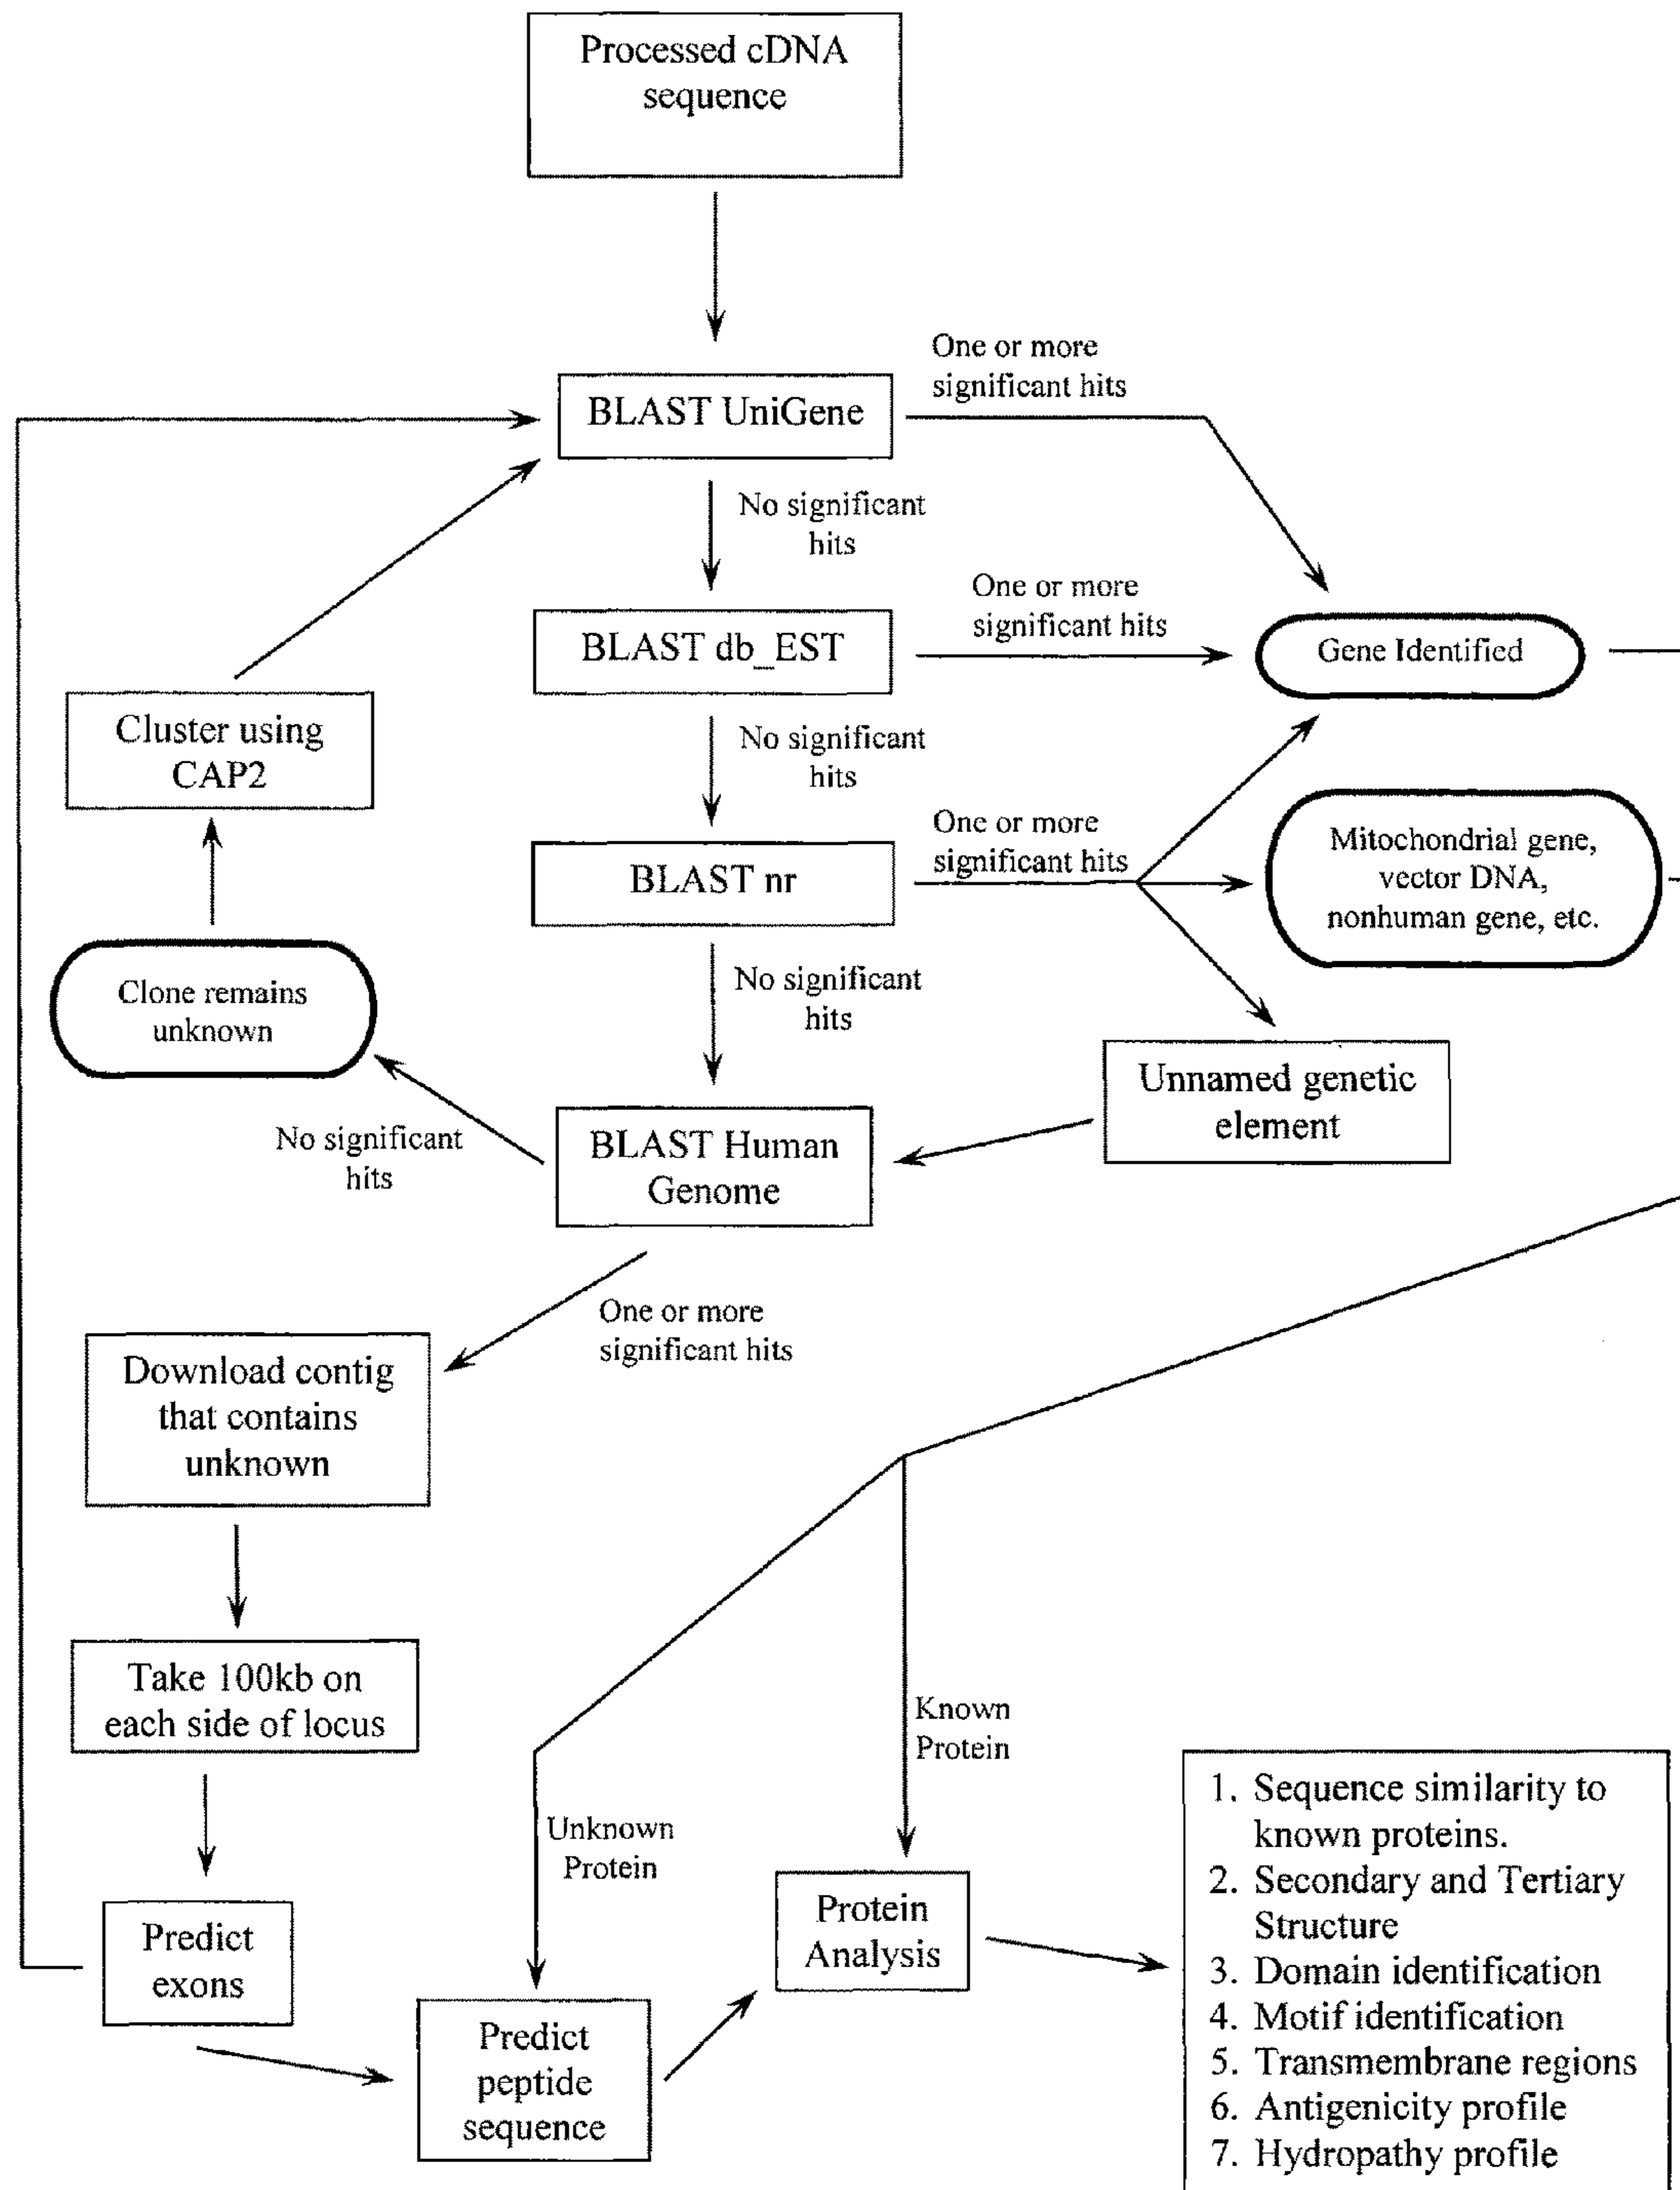 Processed cDNA
sequence
One or more
significant hits
BLAST UniGene
No significant
hits
One or more
significant hits
BLAST db_EST
Gene Identified
Cluster using
CAP2
No significant
hits
One or more
significant hits
BLAST nr
Mitochondrial gene,
vector DNA,
nonhuman gene, etc.
Clone remains
unknown
No significant
hits
Unnamed genetic
element
No significant
hits
BLAST Human
Genome
One or more
significant hits
Download contig
that contains
unknown
Take 100kb on
each side of locus
Known
Protein
Unknown
Protein
Predict
exons
Protein
Analysis
Predict
peptide
sequence
1. Sequence similarity to
known proteins.
2. Secondary and Tertiary
Structure
3. Domain identification
4. Motif identification
5. Transmembrane regions
6. Antigenicity profile
7. Hydropathy profile